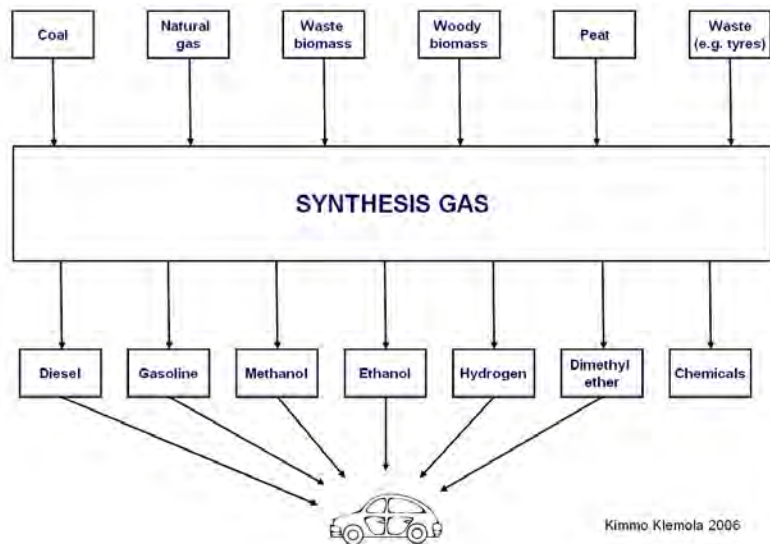 Coal
Natural
gas
Waste
biomass
Woody
biomass
Peat
Waste
(e.g. tyres)
SYNTHESIS GAS
Diesel
Gasoline
Methanol
Ethanol
Hydrogen
Dimethyl
ether
Chemicals
Kimmo Klemola 2006